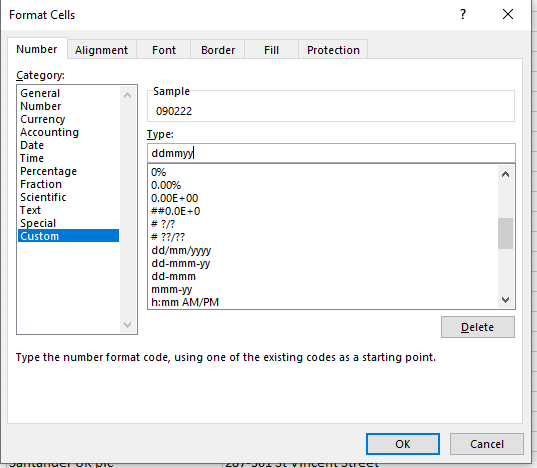 Format Cells
?
Number Alignment Font Border Fill Protection
Category:
General
Number
Currency
Accounting
Date
Time
Percentage
Fraction
Scientific
Text
Special
Custom
Sample
090222
Type:
ddmmyy
0%
0.00%
0.00E+00
##0.0E+0
# ?/?
# ??/??
dd/mm/yyyy
dd-mmm-yy
dd-mmm
mmm-yy
h:mm AM/PM
Delete
Type the number format code, using one of the existing codes as a starting point.
OK Cancel
Santander UK plc 287-301 St Vincent Street